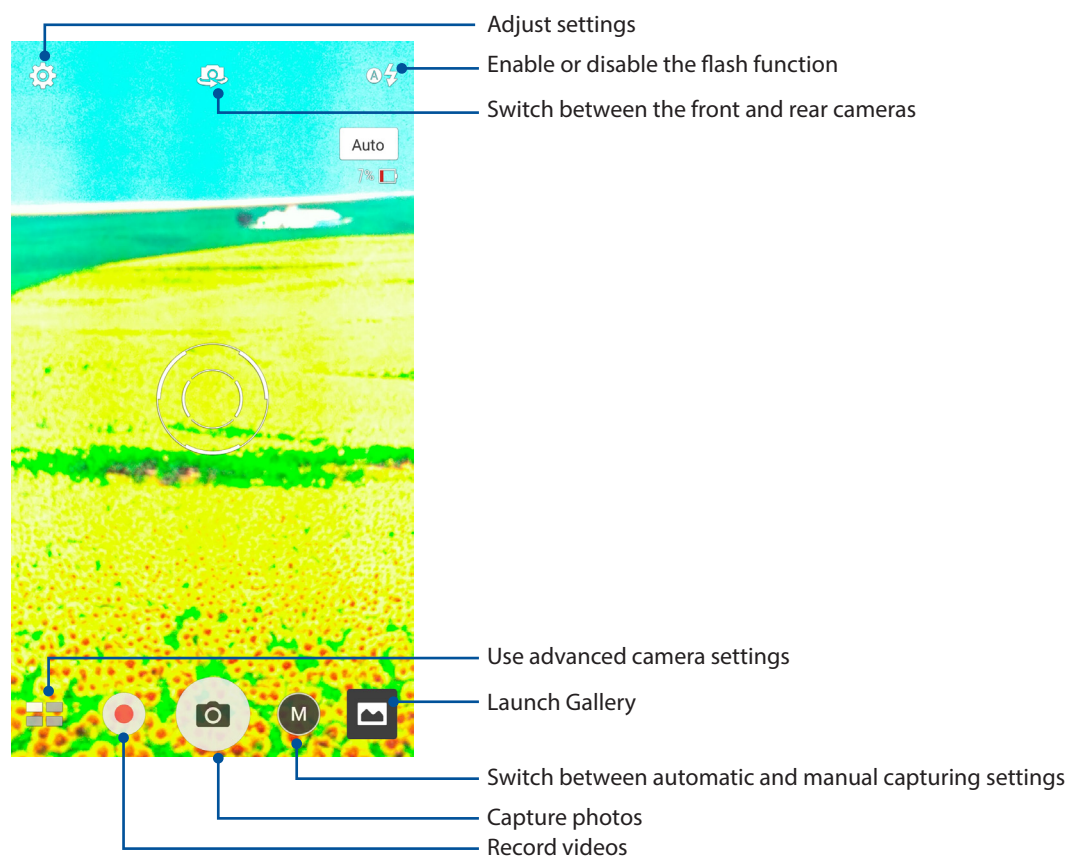 Adjust settings
Enable or disable the flash function
A
Switch between the front and rear cameras
Auto
7%
Use advanced camera settings
Launch Gallery
M
Switch between automatic and manual capturing settings
Capture photos
Record videos